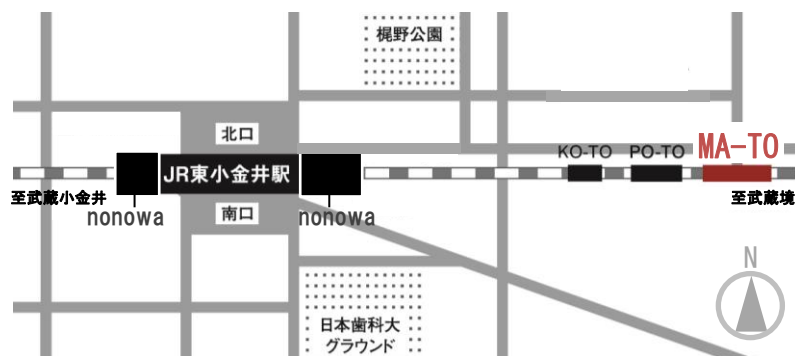 梶野公園
北口
KO-TO
PO-TO
MA-TO
JR東小金井駅
至武蔵小金井
至武蔵境
nonowa
南口
nonowa
N
日本歯科大
グラウンド